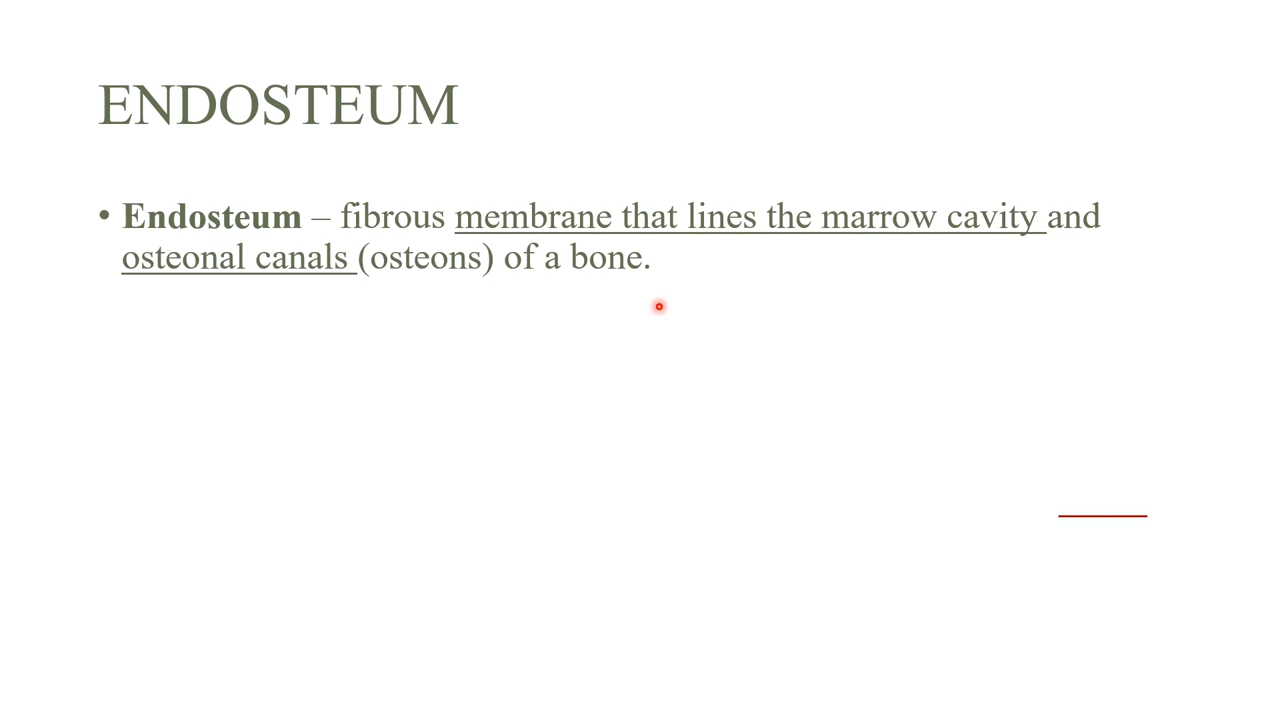 ENDOSTEUM
• Endosteum – fibrous membrane that lines the marrow cavity and
osteonal canals (osteons) of a bone.